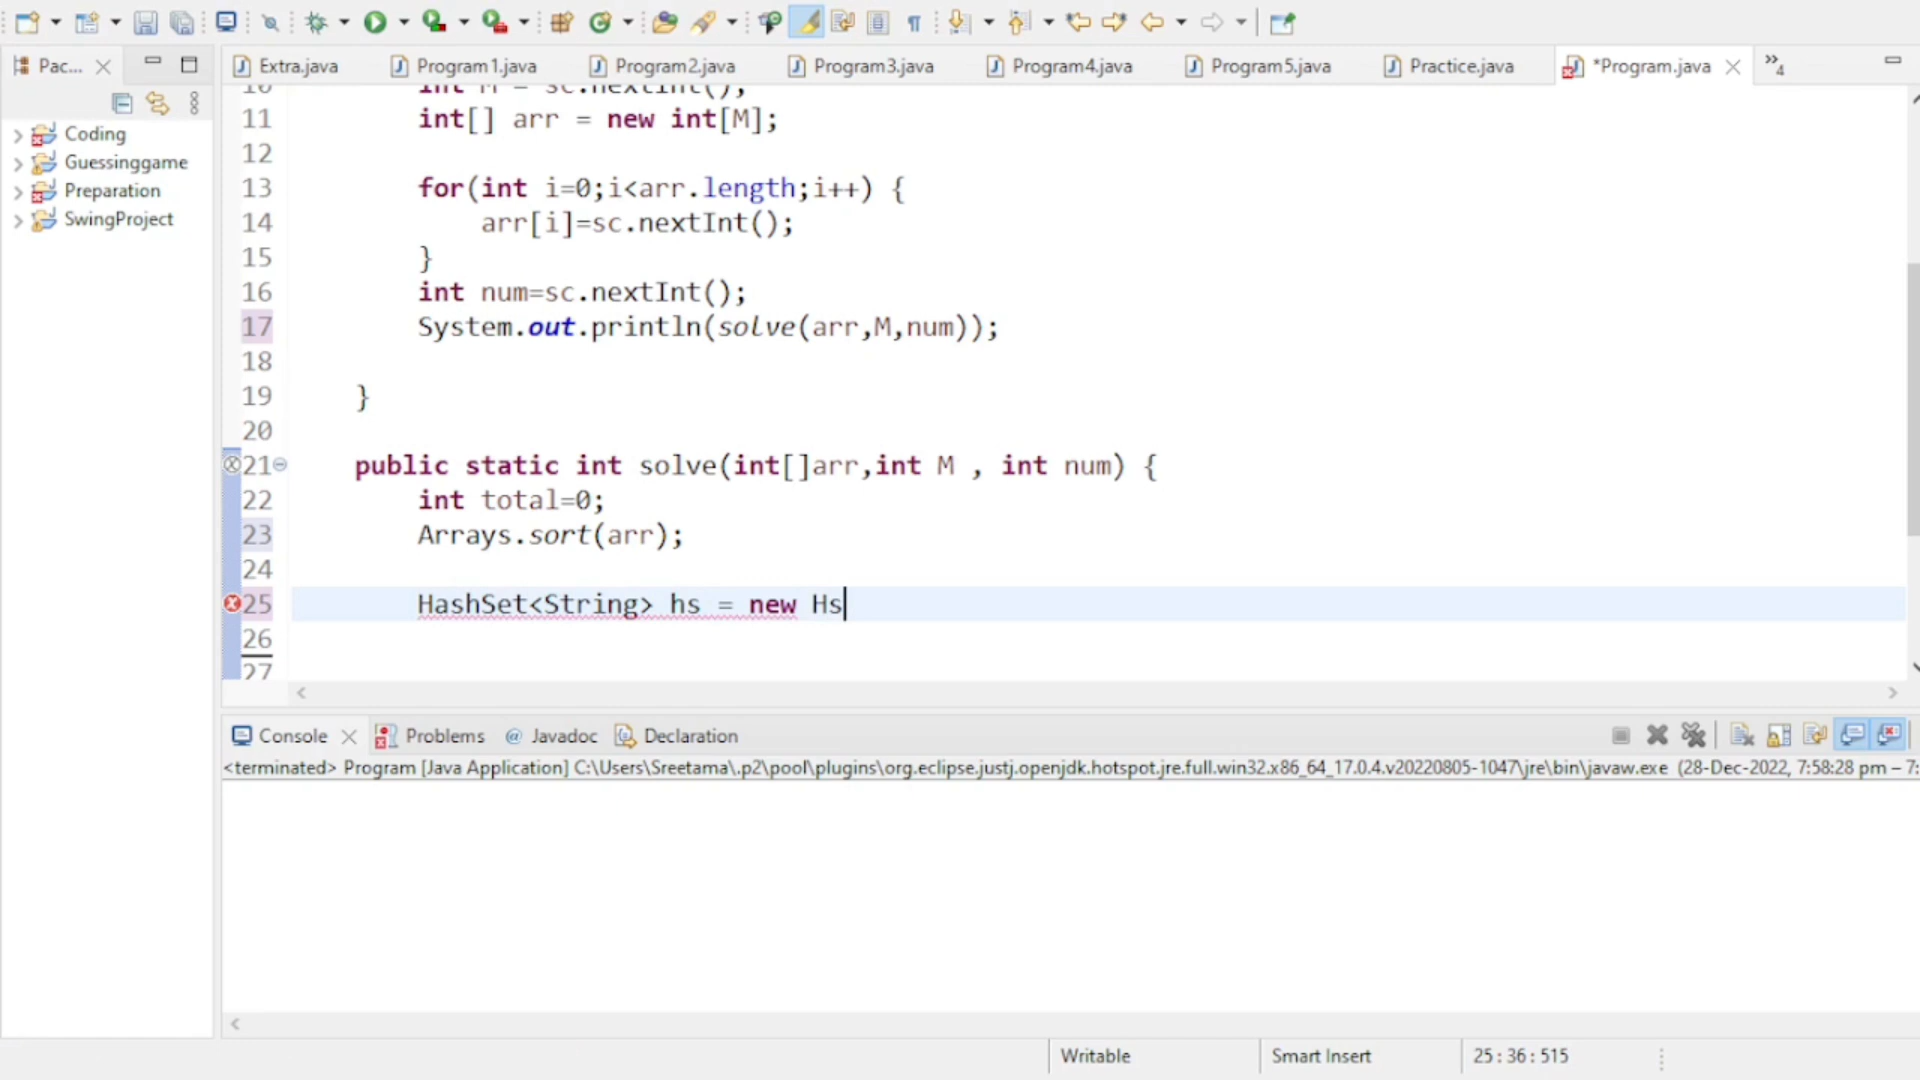 Pac...
Extra.java
Program1.java
Program2.java
Program3.java
Program4.java
Program5.java
Practice.java
*Program.java
»4
Coding
Guessinggame
Preparation
SwingProject
10 int M = sc.nextInt();
11 int[] arr = new int[M];
12
13 for(int i=0;i<arr.length;i++) {
14 arr[i]=sc.nextInt();
15 }
16 int num=sc.nextInt();
17 System.out.println(solve(arr,M,num));
18
19 }
20
21 public static int solve(int[]arr,int M , int num) {
22 int total=0;
23 Arrays.sort(arr);
24
25 HashSet<String> hs = new Hs
26
27
Console
Problems
@ Javadoc
Declaration
<terminated> Program [Java Application] C:\Users\Sreetama\.p2\pool\plugins\org.eclipse.justj.openjdk.hotspot.jre.full.win32.x86_64_17.0.4.v20220805-1047\jre\bin\javaw.exe (28-Dec-2022, 7:58:28 pm – 7:
Writable
Smart Insert
25 : 36 : 515